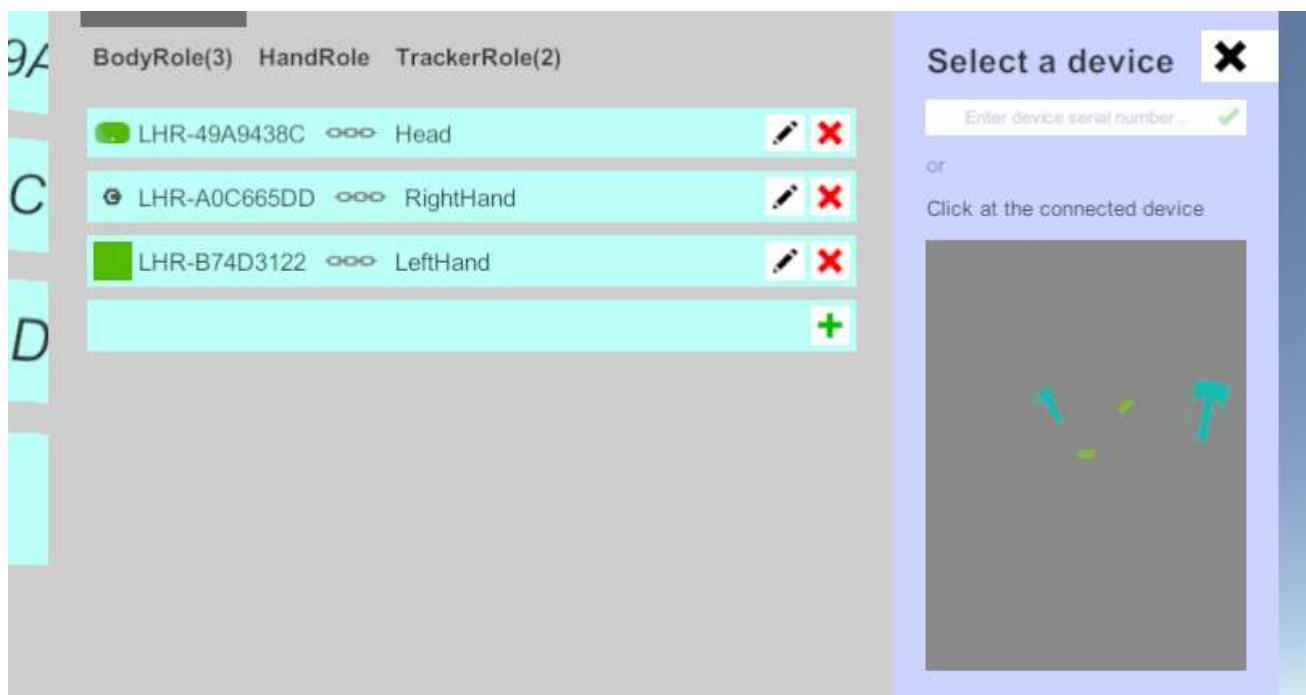 9A
C
D
BodyRole(3) HandRole TrackerRole(2)
LHR-49A9438C Head
LHR-A0C665DD RightHand
LHR-B74D3122 LeftHand
Select a device
Enter device serial number...
or
Click at the connected device